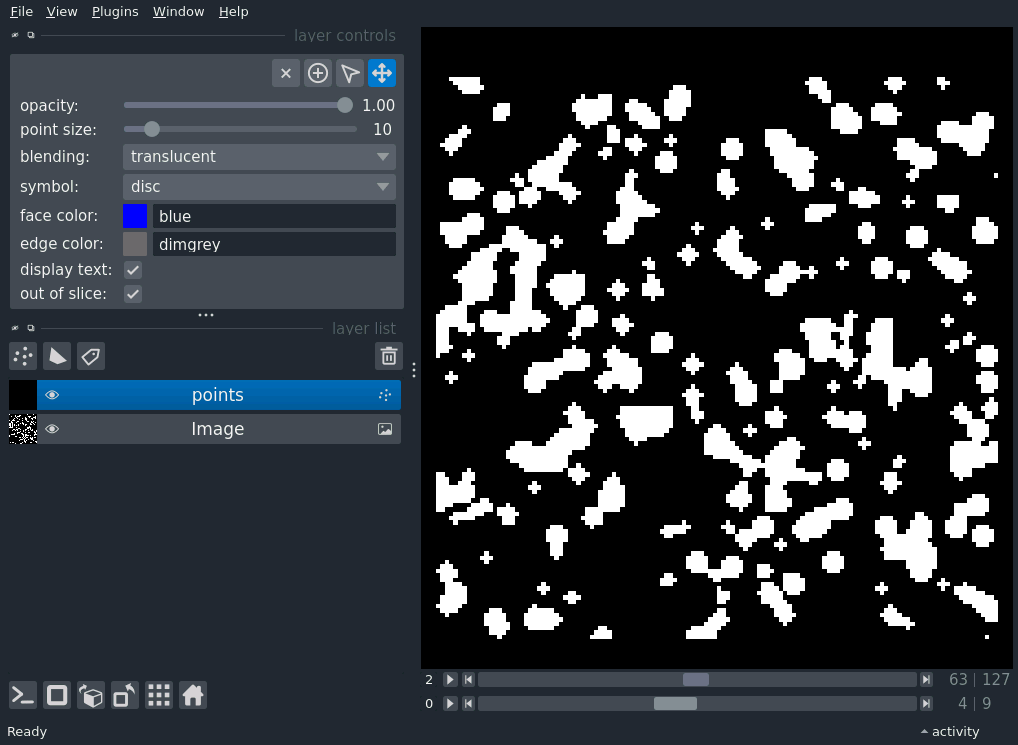 File View Plugins Window Help
layer controls
opacity: 1.00
point size: 10
blending: translucent
symbol: disc
face color: blue
edge color: dimgrey
display text:
out of slice:
layer list
points
Image
2 63 | 127
0 4 | 9
Ready activity